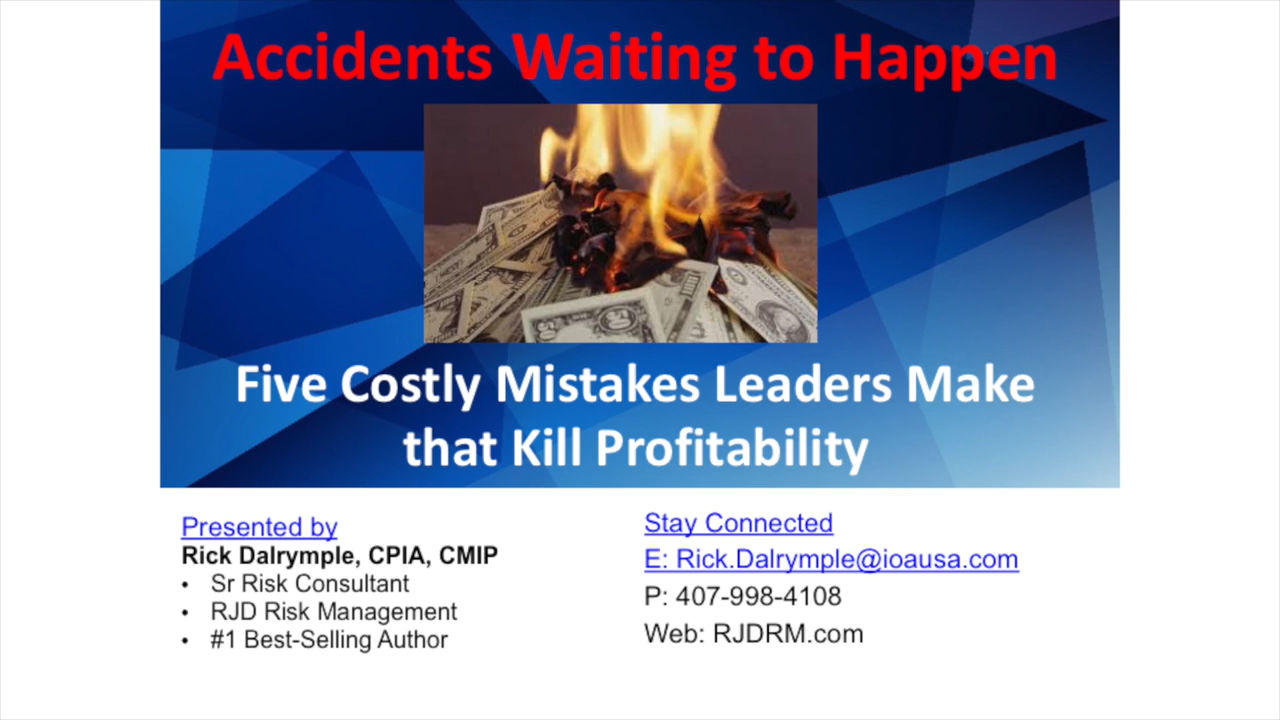 Accidents Waiting to Happen
Five Costly Mistakes Leaders Make
that Kill Profitability
Presented by
Rick Dalrymple, CPIA, CMIP
• Sr Risk Consultant
• RJD Risk Management
• #1 Best-Selling Author
Stay Connected
E: Rick.Dalrymple@ioausa.com
P: 407-998-4108
Web: RJDRM.com